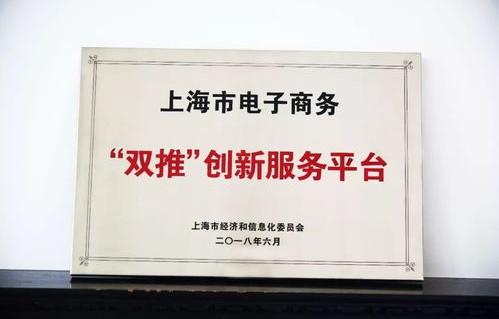 上海市电子商务
“双推”创新服务平台
上海市经济和信息化委员会
二〇一八年六月